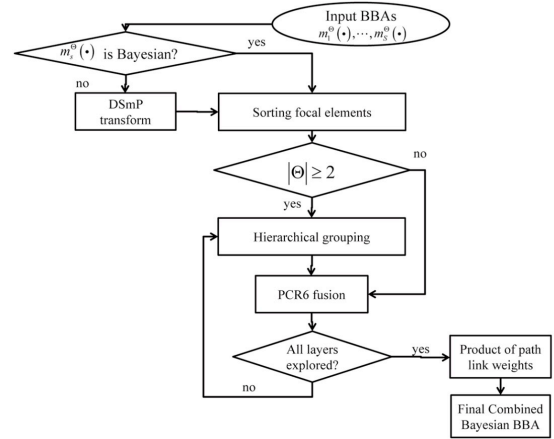 Input BBAs
m₁^Θ(•),⋯,m_S^Θ(•)
m_s^Θ(•) is Bayesian?
yes
no
DSmP
transform
Sorting focal elements
|Θ| ≥ 2
no
yes
Hierarchical grouping
PCR6 fusion
All layers
explored?
yes
no
Product of path
link weights
Final Combined
Bayesian BBA